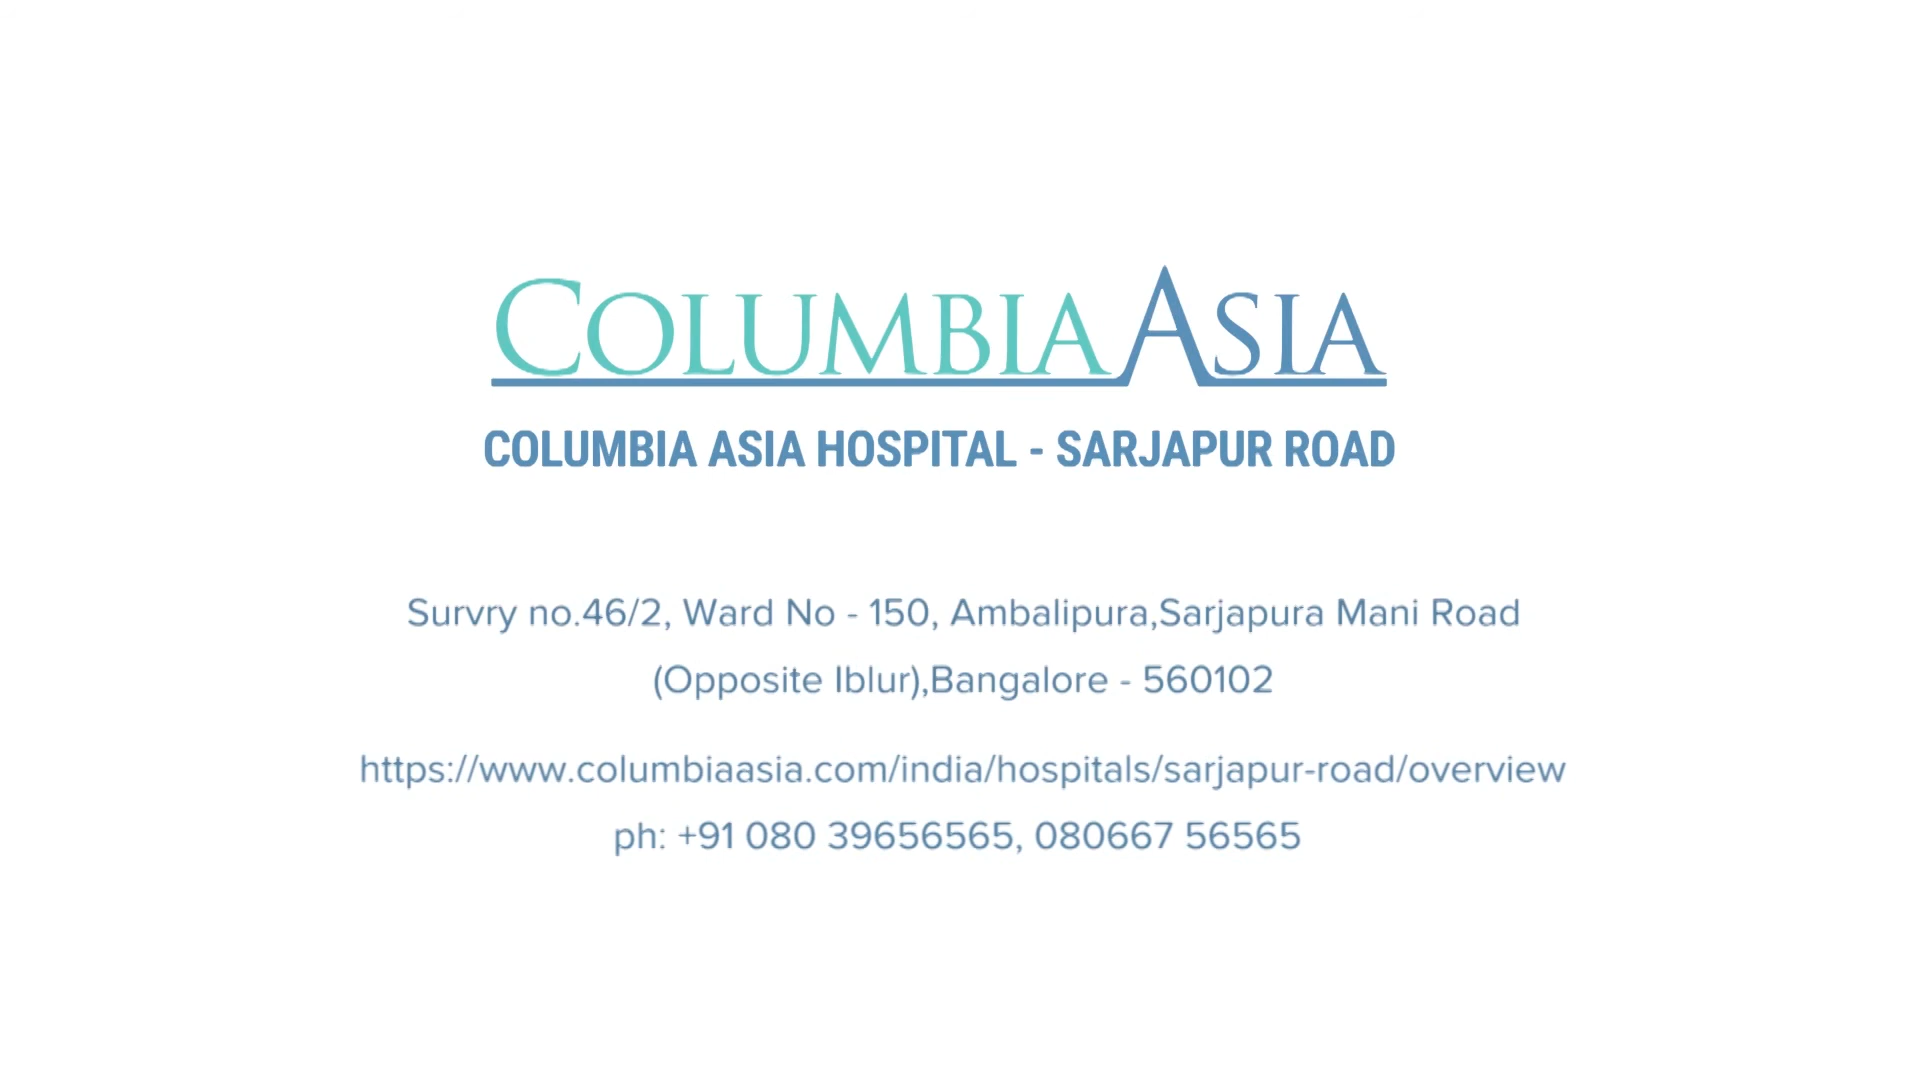 COLUMBIAASIA
COLUMBIA ASIA HOSPITAL - SARJAPUR ROAD
Survry no.46/2, Ward No - 150, Ambalipura,Sarjapura Mani Road
(Opposite Iblur),Bangalore - 560102
https://www.columbiaasia.com/india/hospitals/sarjapur-road/overview
ph: +91 080 39656565, 080667 56565